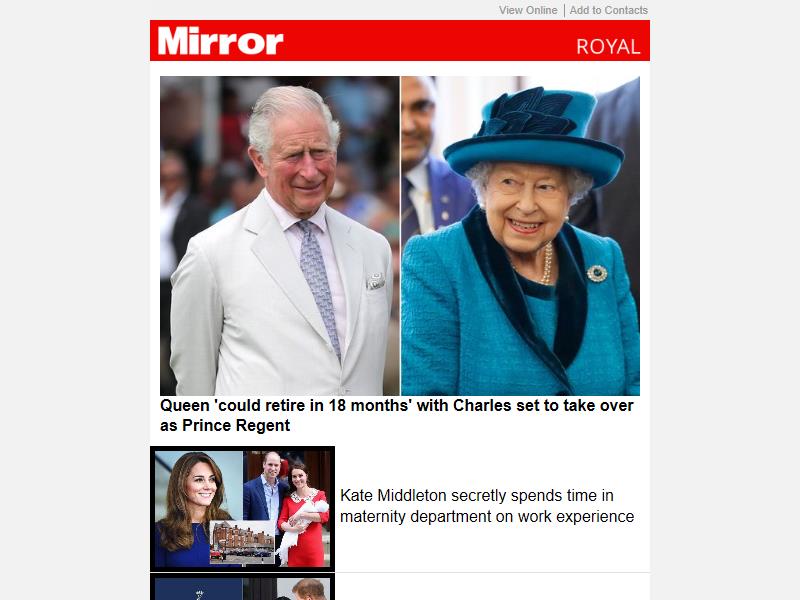 View Online | Add to Contacts
Mirror
ROYAL
Queen 'could retire in 18 months' with Charles set to take over
as Prince Regent
Kate Middleton secretly spends time in
maternity department on work experience